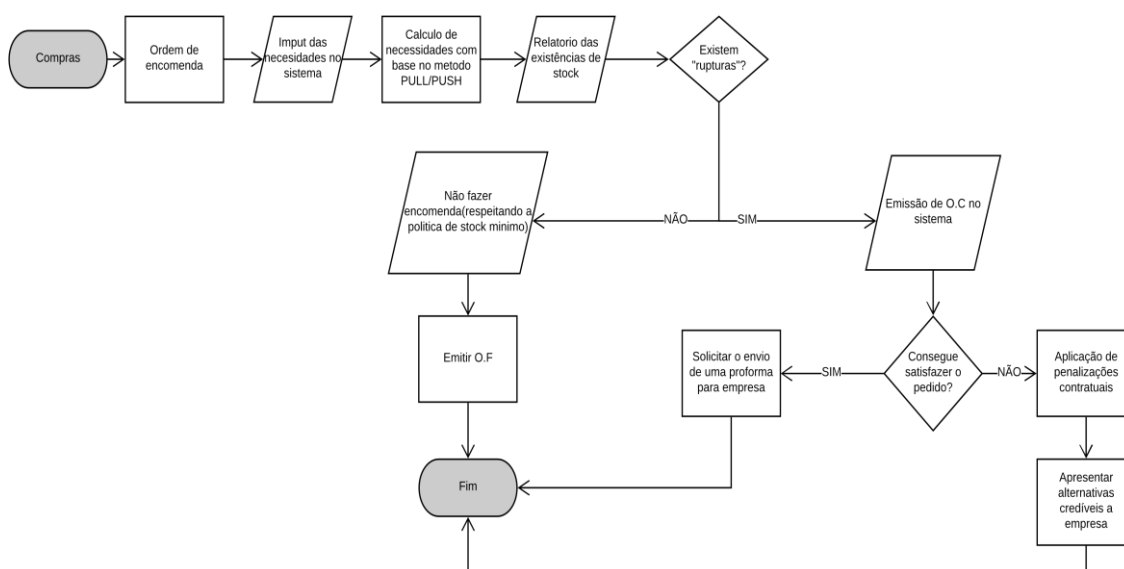 Compras
Ordem de
encomenda
Imput das
necesidades no
sistema
Calculo de
necessidades com
base no metodo
PULL/PUSH
Relatorio das
existências de
stock
Existem
"rupturas"?
Não fazer
encomenda(respeitando a
politica de stock minimo)
NÃO
SIM
Emissão de O.C no
sistema
Emitir O.F
Solicitar o envio
de uma proforma
para empresa
SIM
Consegue
satisfazer o
pedido?
NÃO
Aplicação de
penalizações
contratuais
Fim
Apresentar
alternativas
credíveis a
empresa